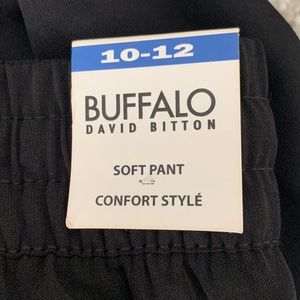 10-12
BUFFALO
DAVID BITTON
SOFT PANT
CONFORT STYLÉ